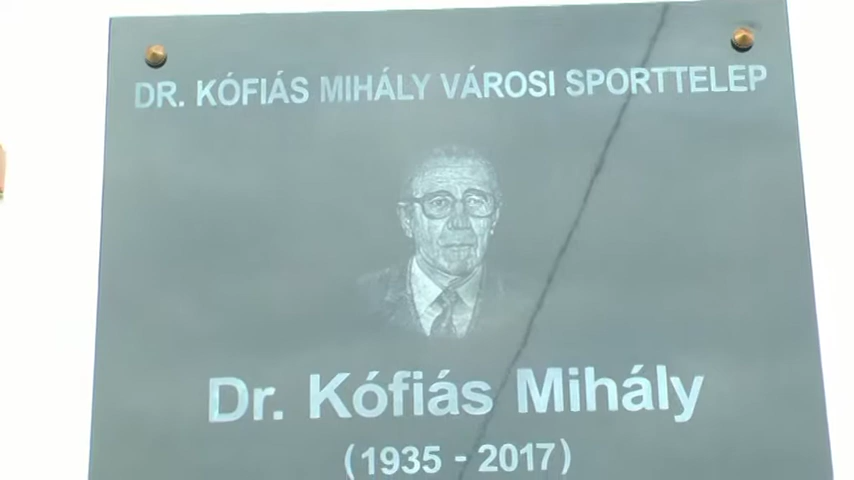 DR. KÓFIÁS MIHÁLY VÁROSI SPORTTELEP
Dr. Kófiás Mihály
(1935 - 2017)